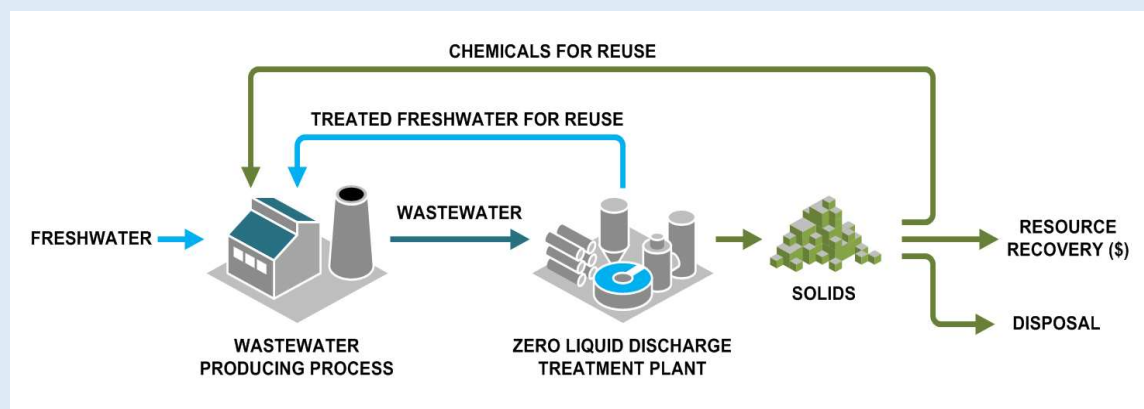 CHEMICALS FOR REUSE
TREATED FRESHWATER FOR REUSE
FRESHWATER
WASTEWATER
RESOURCE
RECOVERY ($)
SOLIDS
DISPOSAL
WASTEWATER
PRODUCING PROCESS
ZERO LIQUID DISCHARGE
TREATMENT PLANT